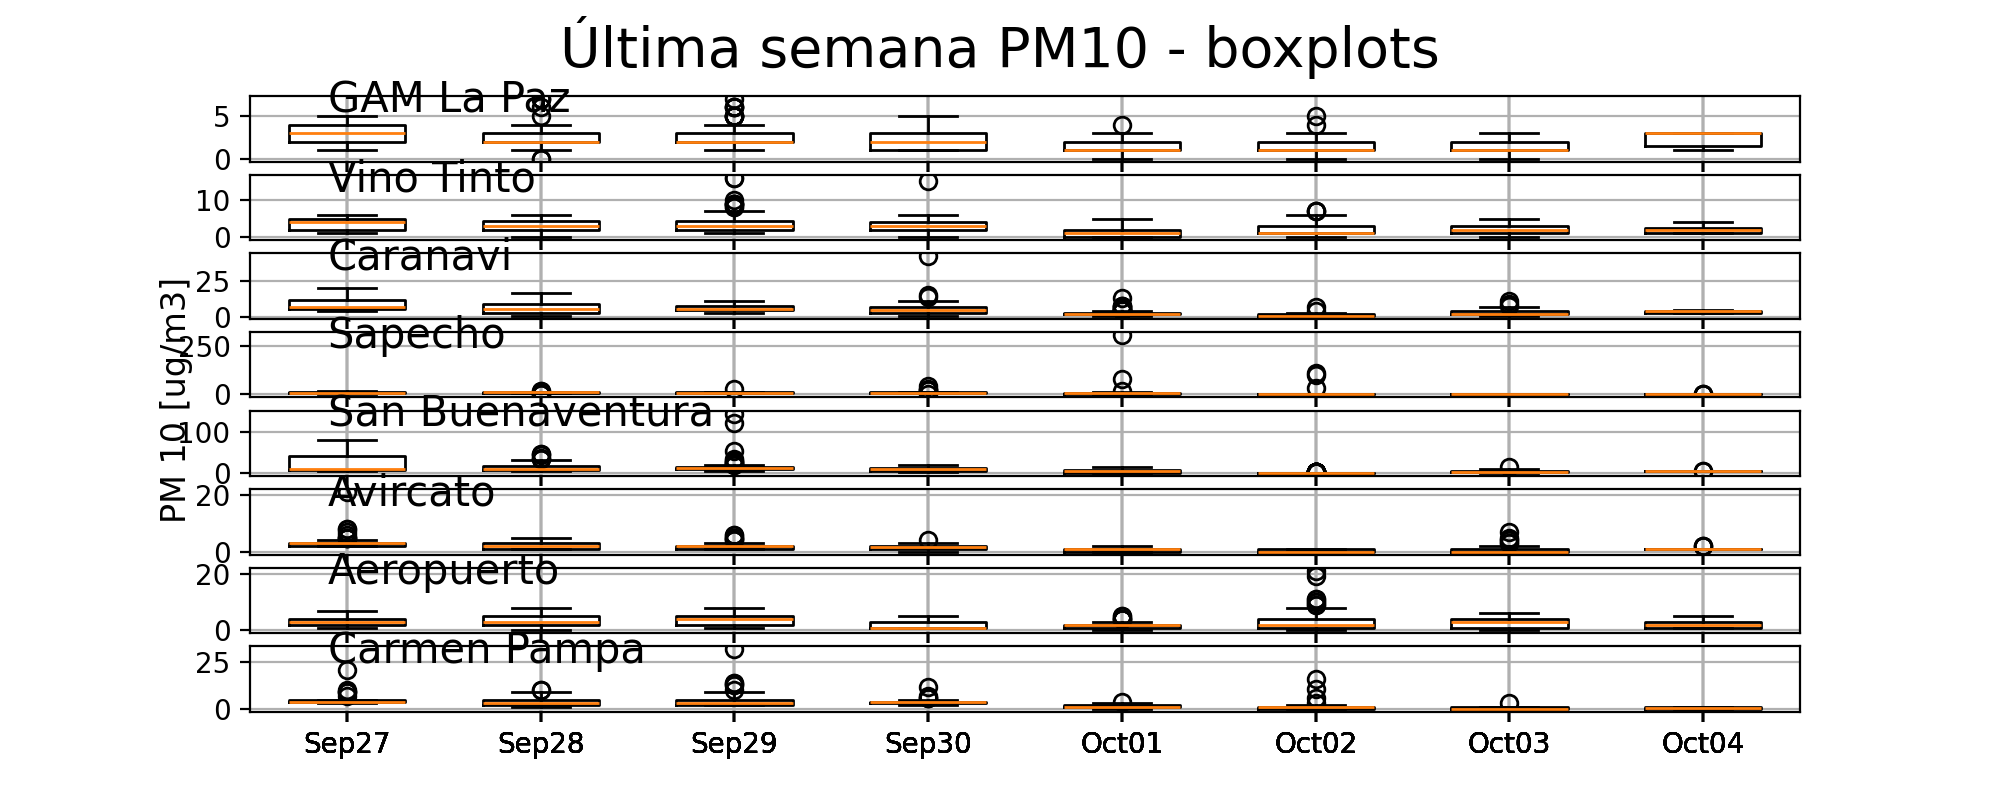 Última semana PM10 - boxplots
PM 10 [ug/m3]
GAM La Paz
5
0
Vino Tinto
10
0
Caranavi
25
0
Sapecho
250
0
San Buenaventura
100
0
Avircato
20
0
Aeropuerto
20
0
Carmen Pampa
25
0
Sep27 Sep28 Sep29 Sep30 Oct01 Oct02 Oct03 Oct04